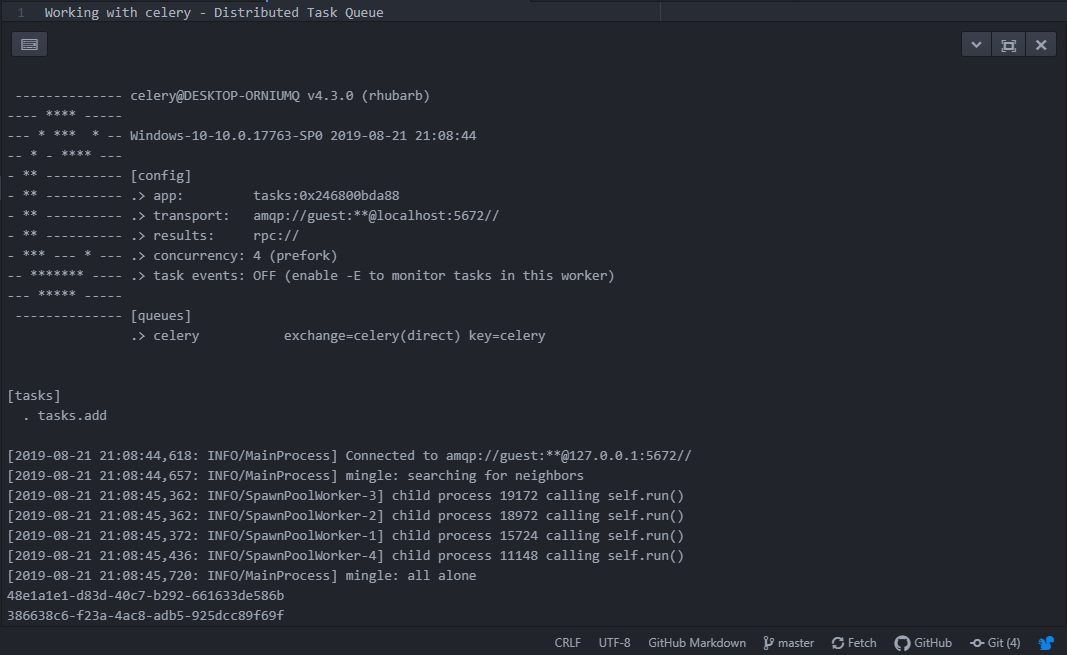 1 Working with celery - Distributed Task Queue
-------------- celery@DESKTOP-ORNIUMQ v4.3.0 (rhubarb)
---- **** -----
--- * ***  * -- Windows-10-10.0.17763-SP0 2019-08-21 21:08:44
-- * - **** ---
- ** ---------- [config]
- ** ---------- .> app:         tasks:0x246800bda88
- ** ---------- .> transport:   amqp://guest:**@localhost:5672//
- ** ---------- .> results:     rpc://
- *** --- * --- .> concurrency: 4 (prefork)
-- ******* ---- .> task events: OFF (enable -E to monitor tasks in this worker)
--- ***** -----
-------------- [queues]
.> celery           exchange=celery(direct) key=celery
[tasks]
. tasks.add
[2019-08-21 21:08:44,618: INFO/MainProcess] Connected to amqp://guest:**@127.0.0.1:5672//
[2019-08-21 21:08:44,657: INFO/MainProcess] mingle: searching for neighbors
[2019-08-21 21:08:45,362: INFO/SpawnPoolWorker-3] child process 19172 calling self.run()
[2019-08-21 21:08:45,362: INFO/SpawnPoolWorker-2] child process 18972 calling self.run()
[2019-08-21 21:08:45,372: INFO/SpawnPoolWorker-1] child process 15724 calling self.run()
[2019-08-21 21:08:45,436: INFO/SpawnPoolWorker-4] child process 11148 calling self.run()
[2019-08-21 21:08:45,720: INFO/MainProcess] mingle: all alone
48e1a1e1-d83d-40c7-b292-661633de586b
386638c6-f23a-4ac8-adb5-925dcc89f69f
CRLF UTF-8 GitHub Markdown master Fetch GitHub Git (4)